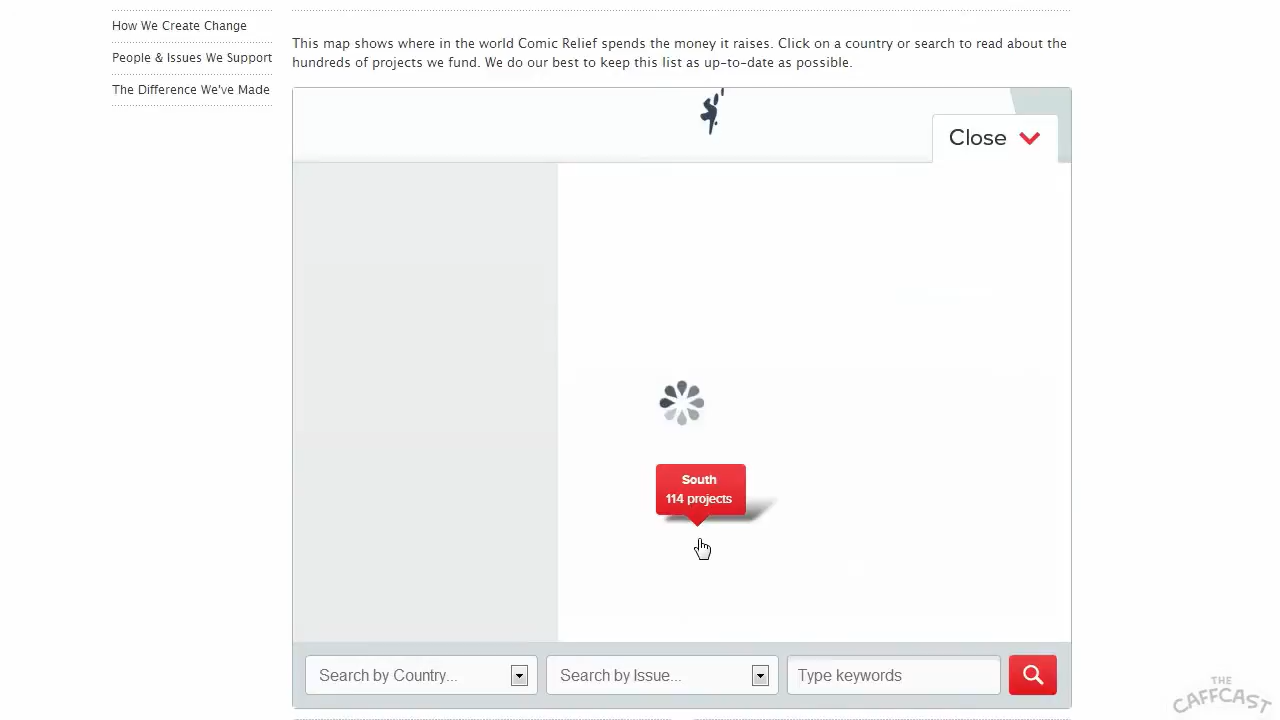 How We Create Change
People & Issues We Support
The Difference We've Made
This map shows where in the world Comic Relief spends the money it raises. Click on a country or search to read about the
hundreds of projects we fund. We do our best to keep this list as up-to-date as possible.
Close
South
114 projects
Search by Country...
Search by Issue...
Type keywords
THE
CAFFCAST